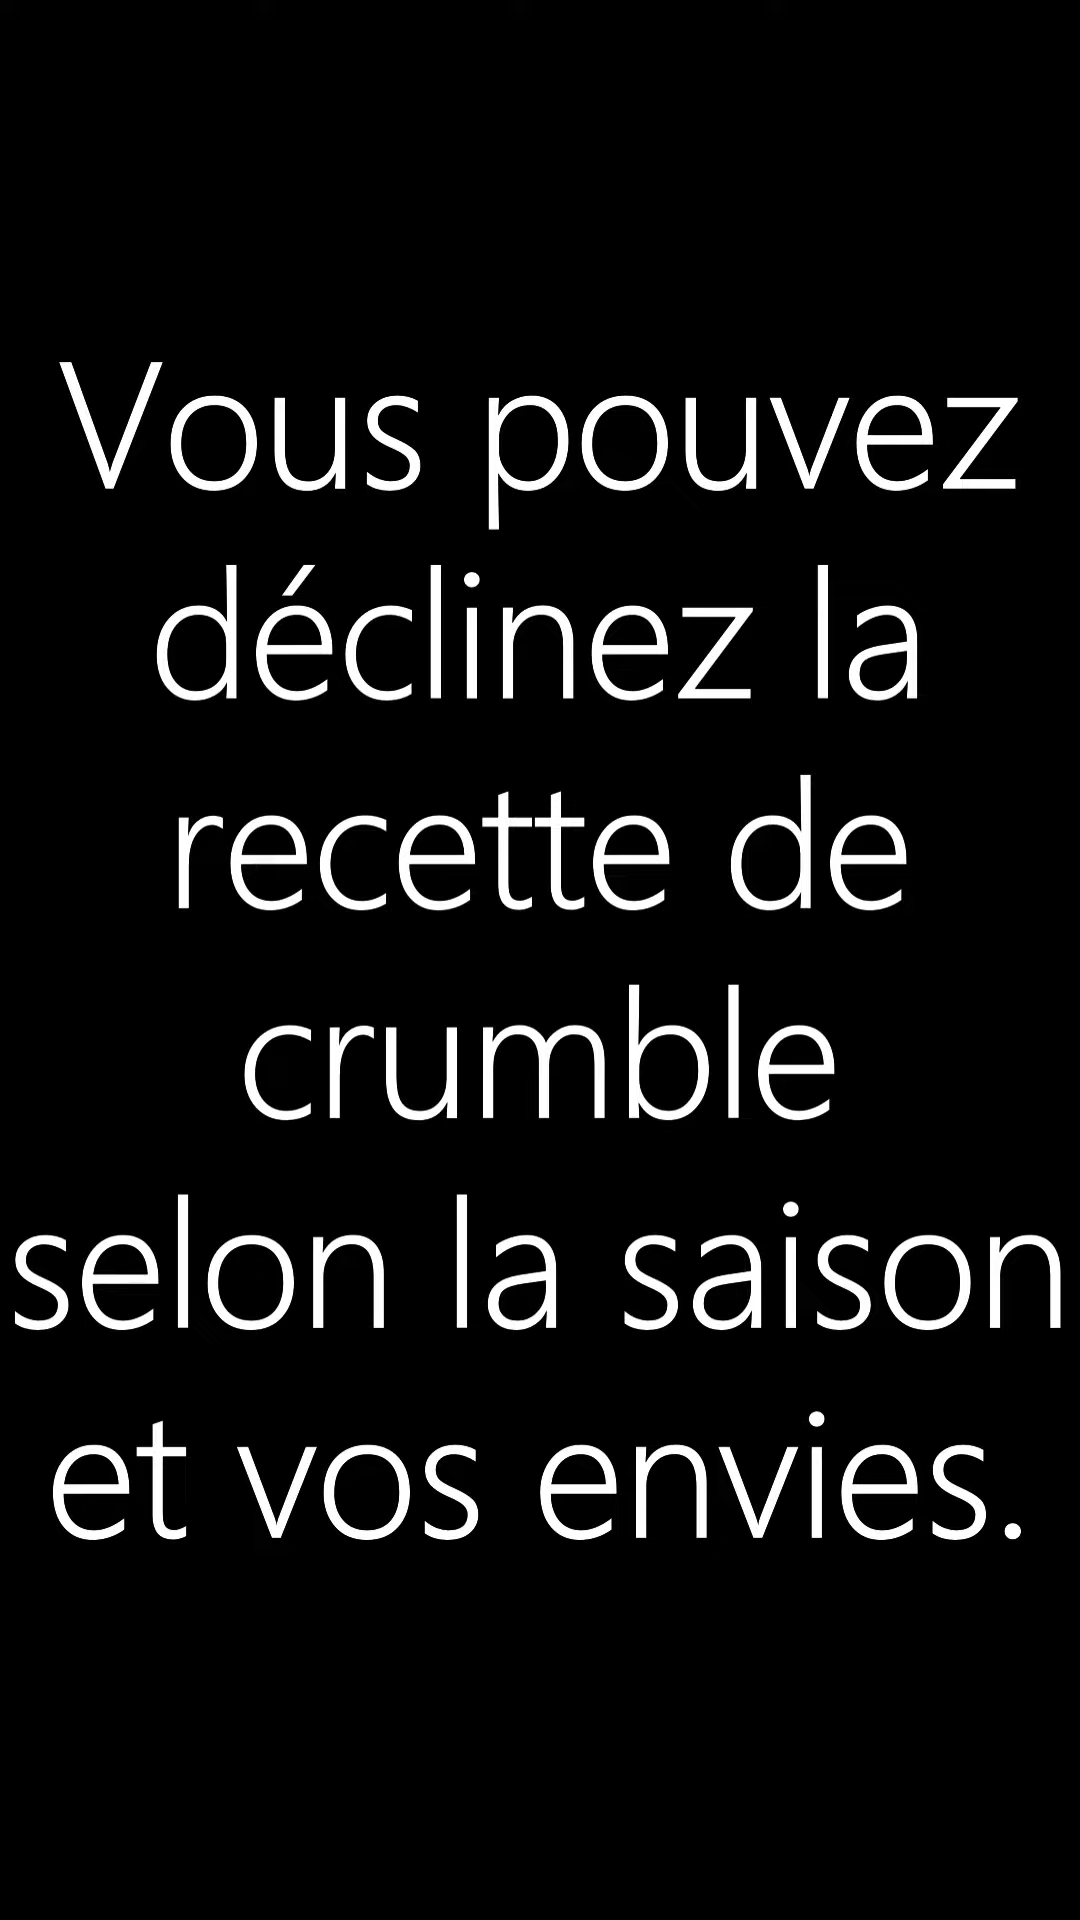 Vous pouvez
déclinez la
recette de
crumble
selon la saison
et vos envies.